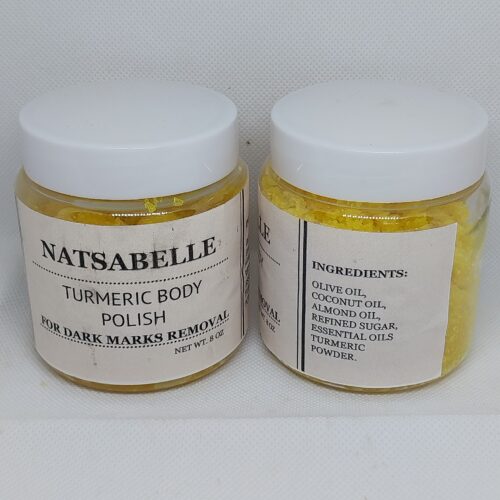 NATSABELLE
TURMERIC BODY
POLISH
FOR DARK MARKS REMOVAL
NET WT. 8 OZ
INGREDIENTS:
OLIVE OIL,
COCONUT OIL,
ALMOND OIL,
REFINED SUGAR,
ESSENTIAL OILS
TURMERIC
POWDER.